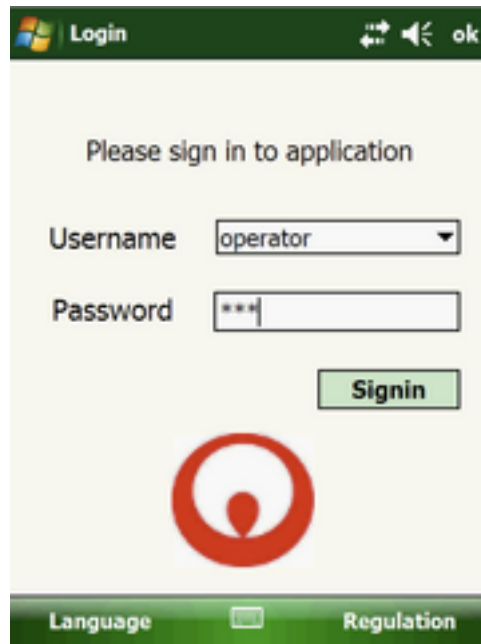 Login ok
Please sign in to application
Username operator
Password ***
Signin
Language Regulation